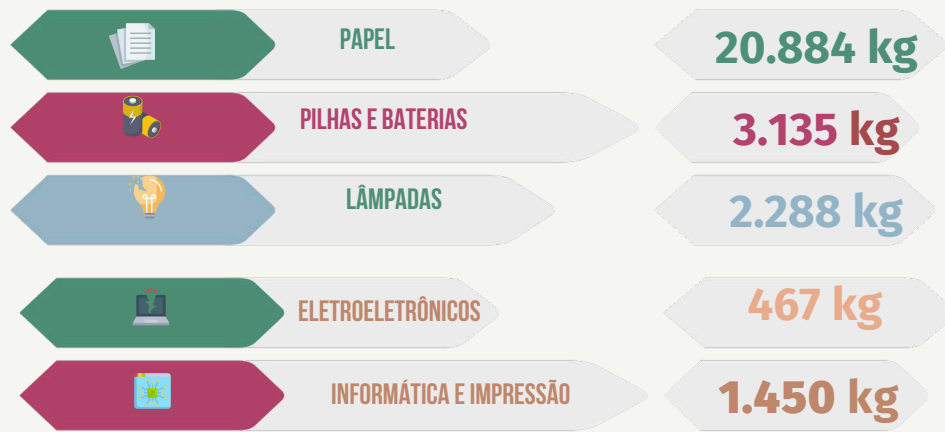 PAPEL
20.884 kg
PILHAS E BATERIAS
3.135 kg
LÂMPADAS
2.288 kg
ELETROELETRÔNICOS
467 kg
INFORMÁTICA E IMPRESSÃO
1.450 kg